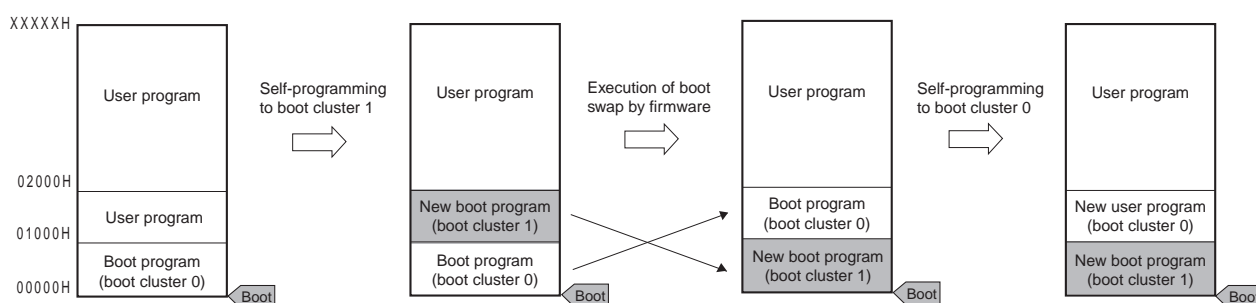 XXXXXH
User program
Self-programming
to boot cluster 1
User program
Execution of boot
swap by firmware
User program
Self-programming
to boot cluster 0
User program
02000H
User program
01000H
Boot program
(boot cluster 0)
00000H
Boot
New boot program
(boot cluster 1)
Boot program
(boot cluster 0)
Boot
Boot program
(boot cluster 0)
New boot program
(boot cluster 1)
Boot
New user program
(boot cluster 0)
New boot program
(boot cluster 1)
Boo